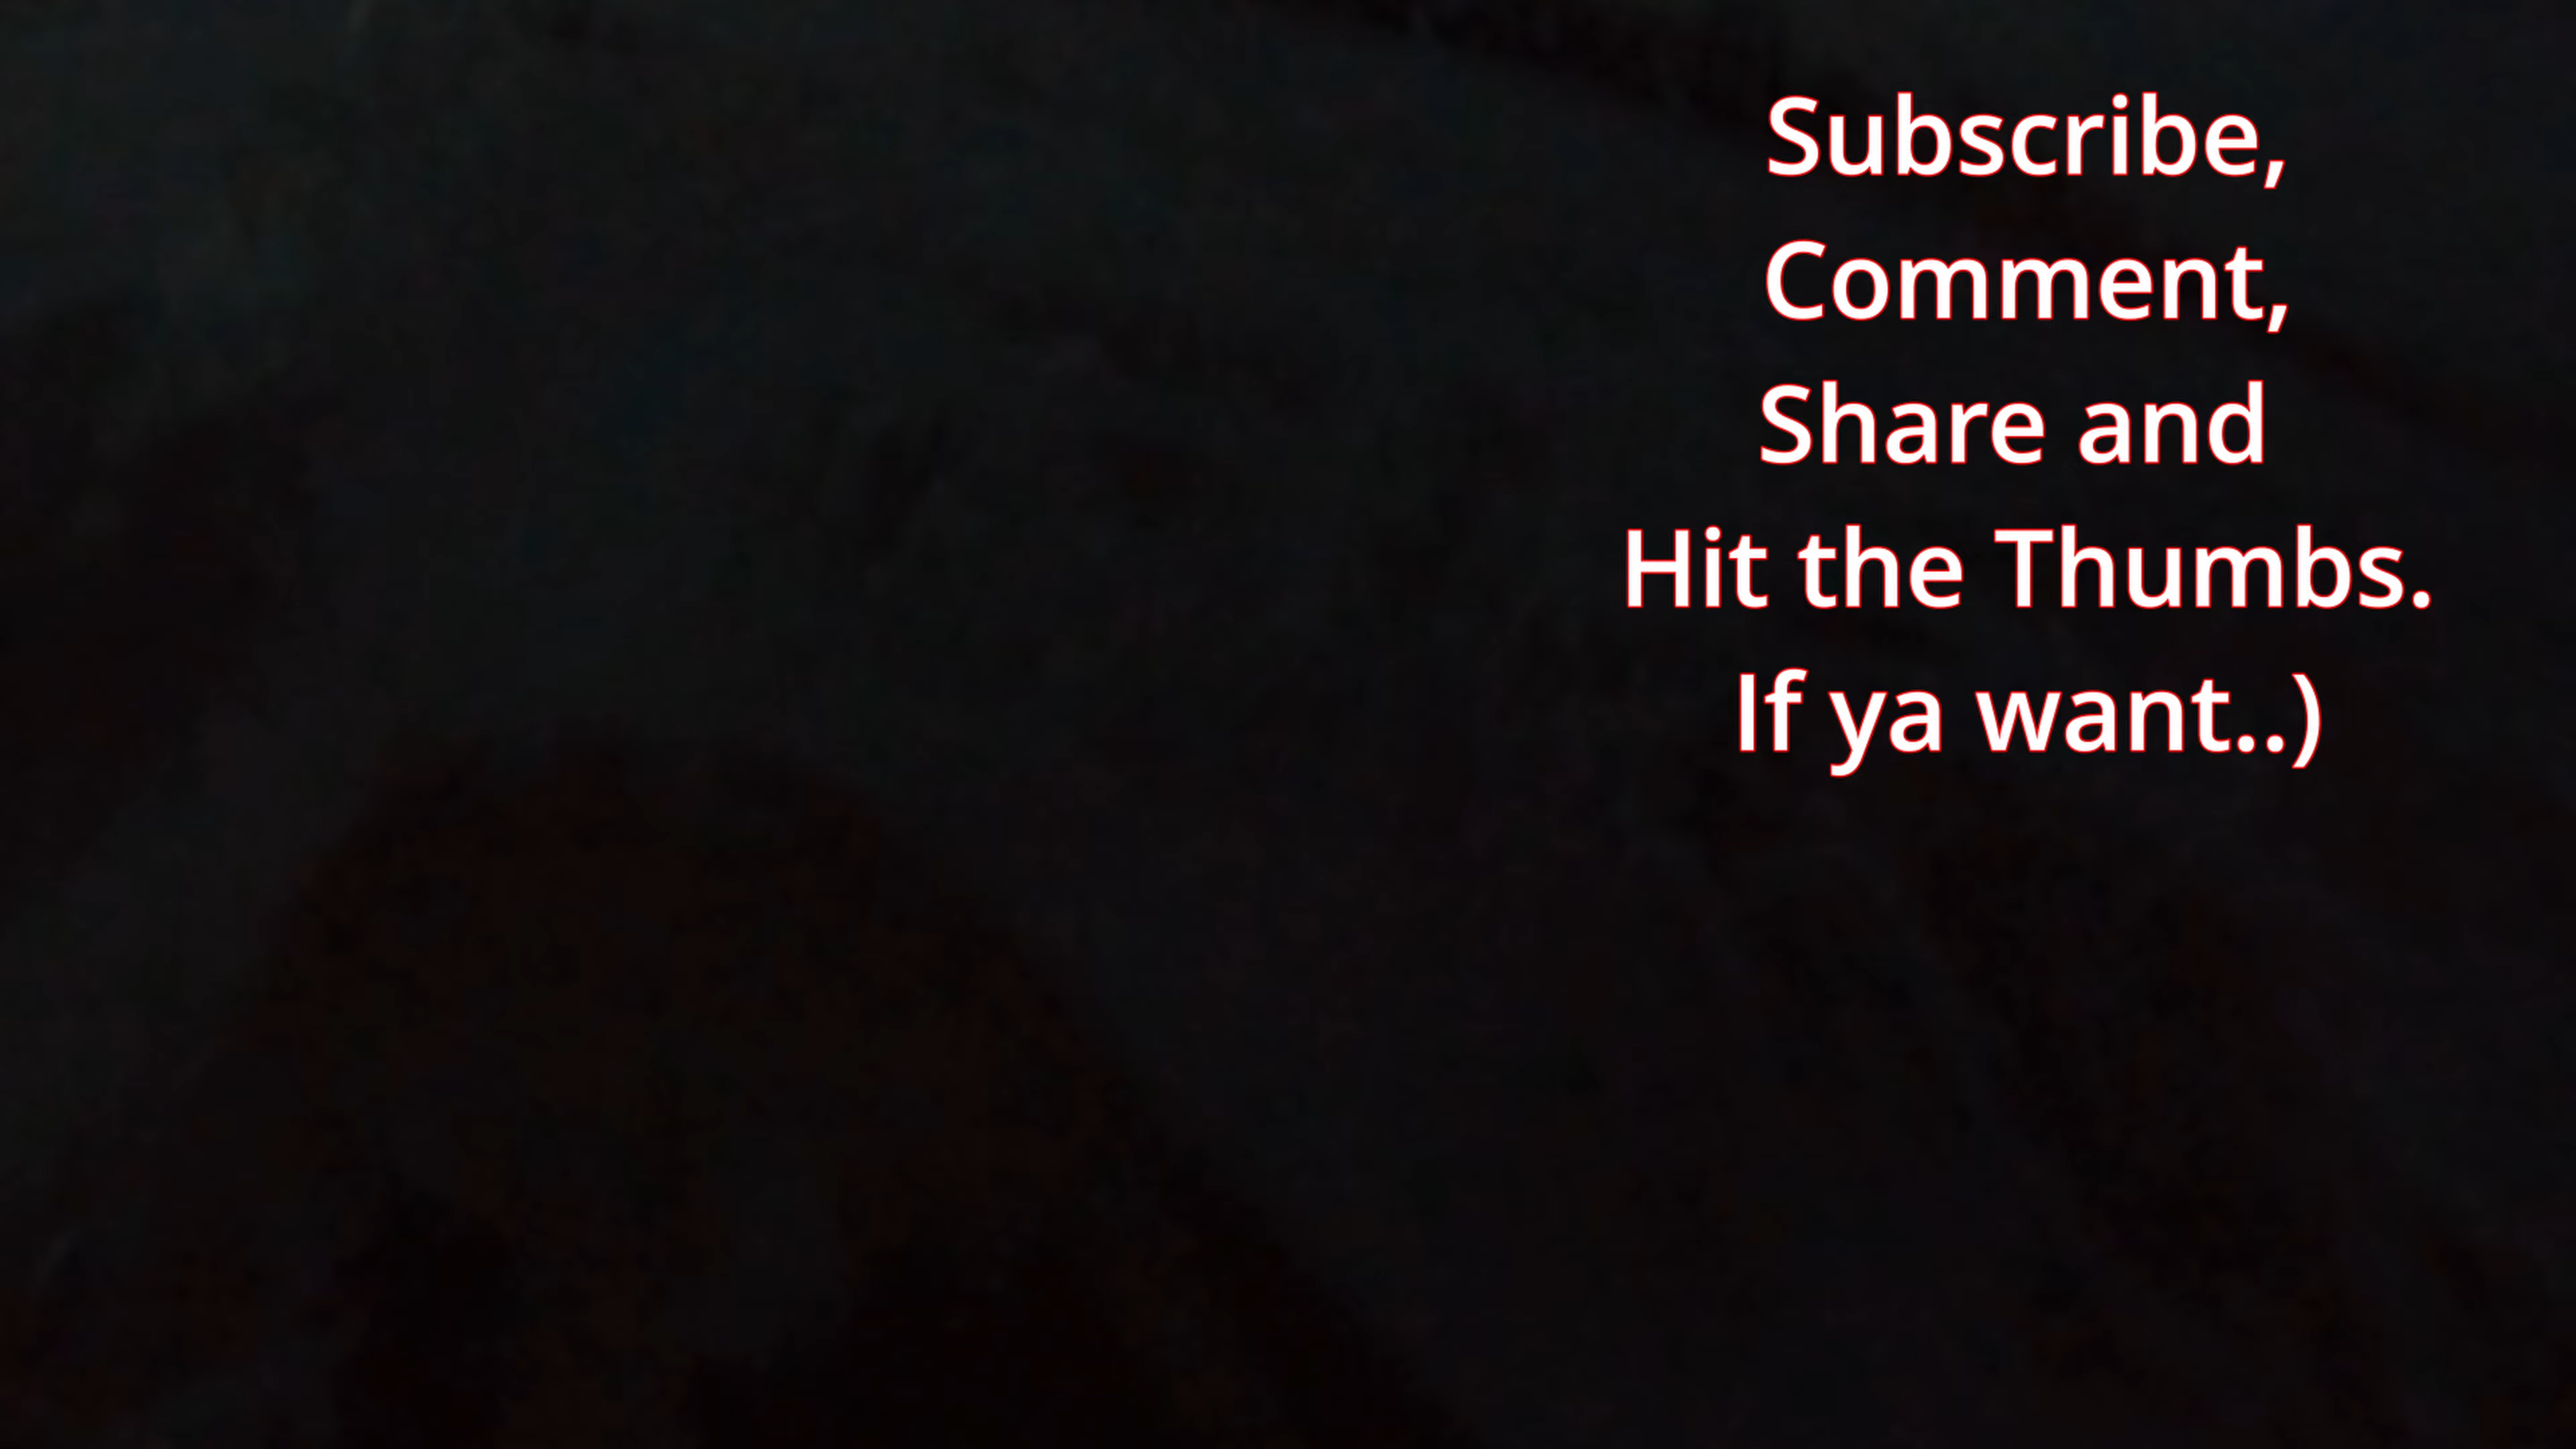 Subscribe,
Comment,
Share and
Hit the Thumbs.
If ya want..)